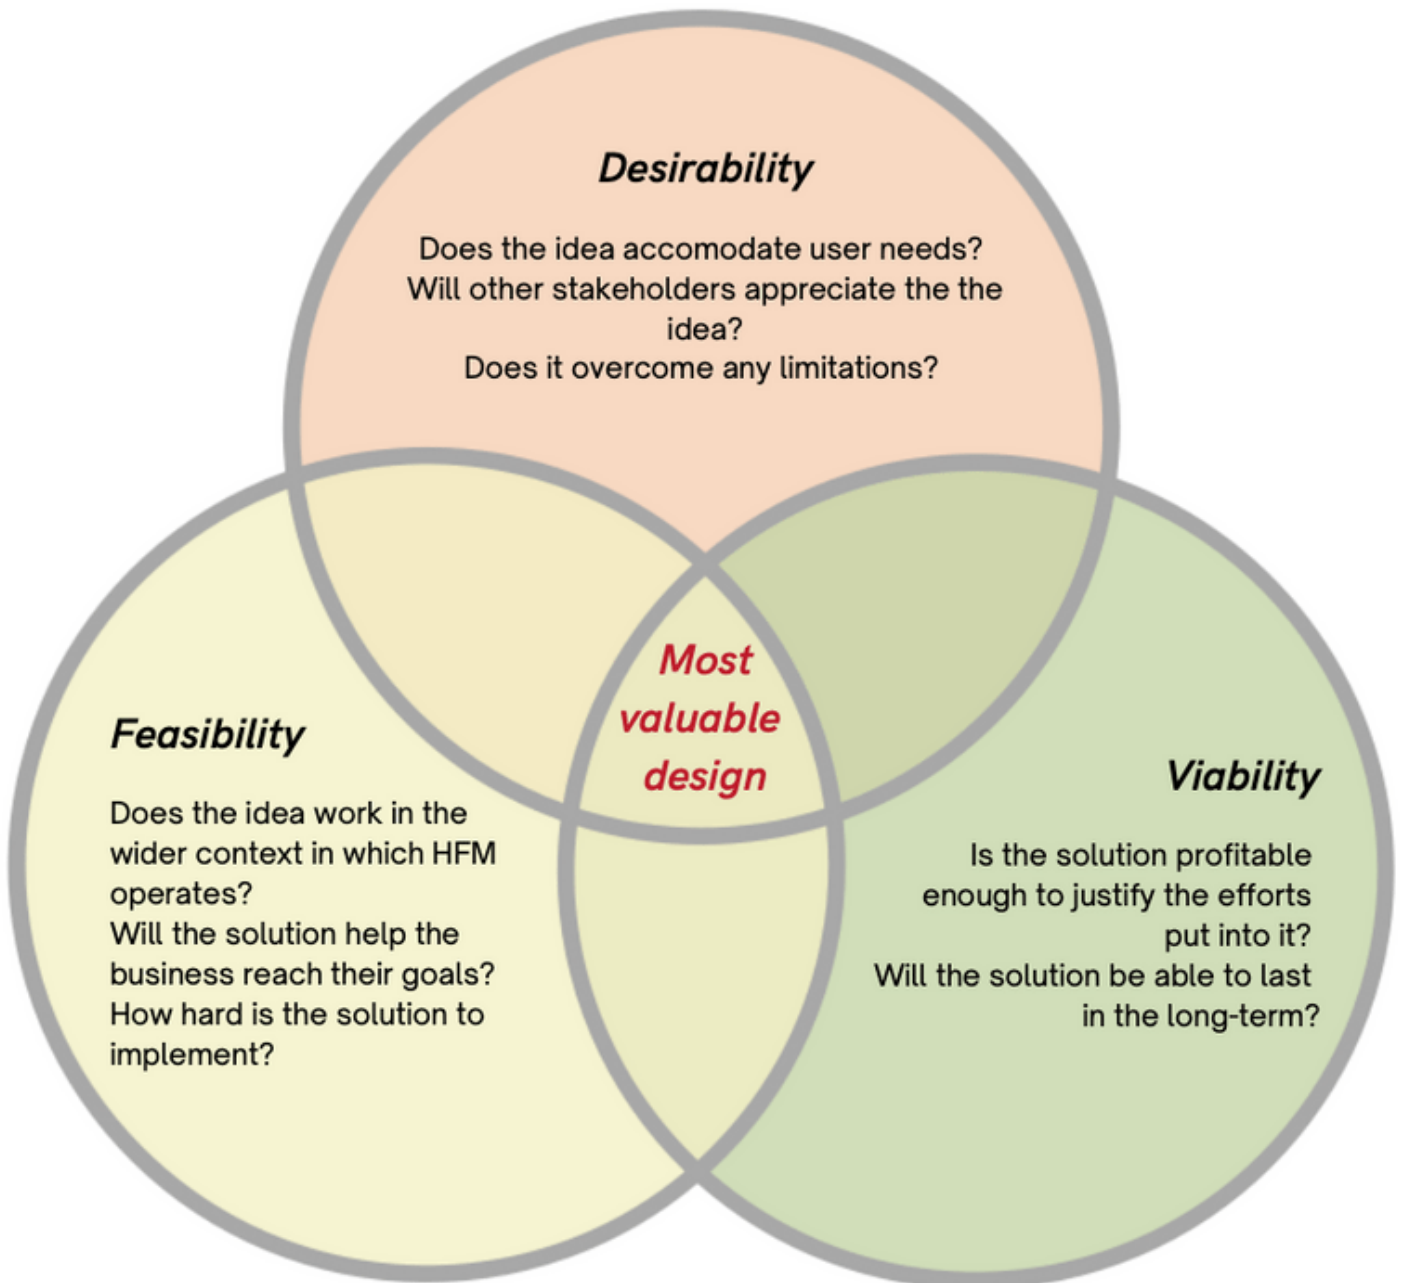 Desirability
Does the idea accomodate user needs?
Will other stakeholders appreciate the the
idea?
Does it overcome any limitations?
Most
valuable
design
Feasibility
Does the idea work in the
wider context in which HFM
operates?
Will the solution help the
business reach their goals?
How hard is the solution to
implement?
Viability
Is the solution profitable
enough to justify the efforts
put into it?
Will the solution be able to last
in the long-term?